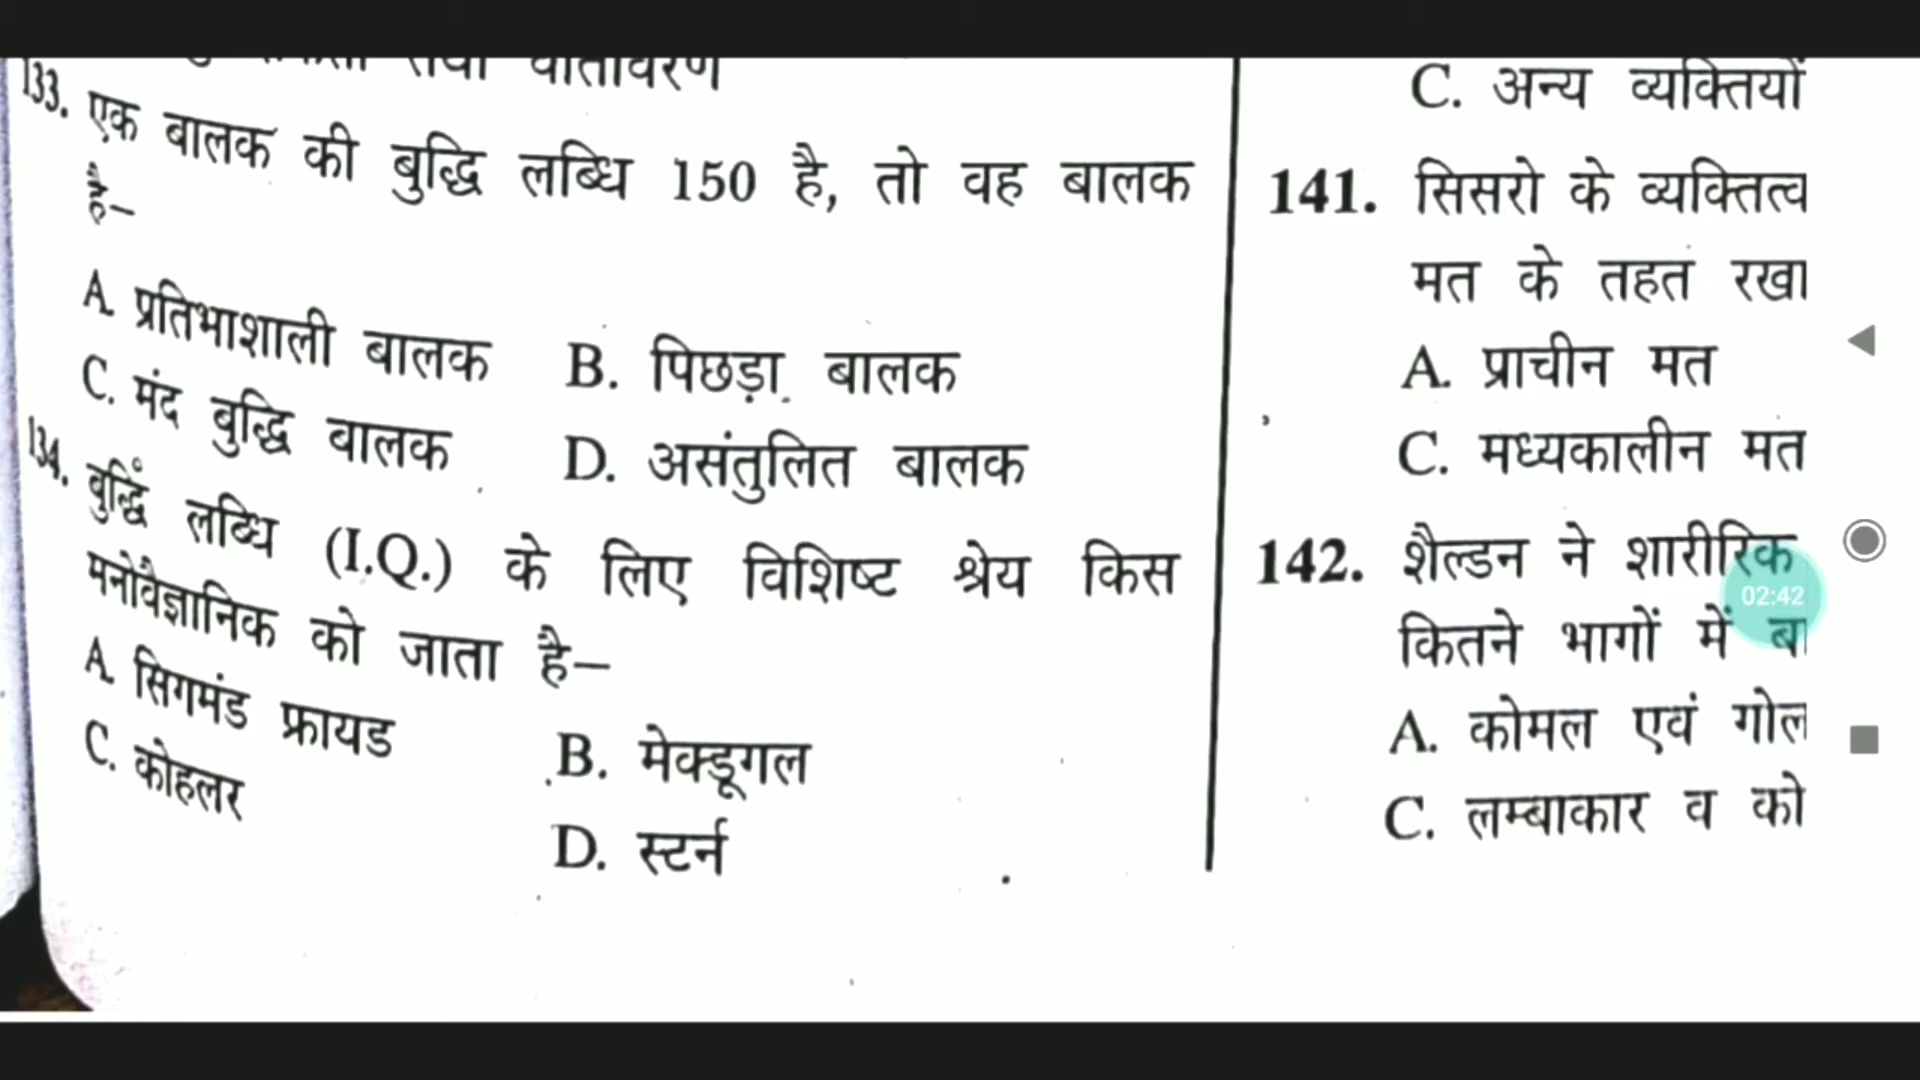 वातावरण
133. एक बालक की बुद्धि लब्धि 150 है, तो वह बालक
है–
A. प्रतिभाशाली बालक B. पिछड़ा बालक
C. मंद बुद्धि बालक D. असंतुलित बालक
134. बुद्धि लब्धि (I.Q.) के लिए विशिष्ट श्रेय किस
मनोवैज्ञानिक को जाता है–
A. सिगमंड फ्रायड B. मेक्डूगल
C. कोहलर D. स्टर्न
C. अन्य व्यक्तियों
141. सिसरो के व्यक्तित्व
मत के तहत रखा
A. प्राचीन मत
C. मध्यकालीन मत
142. शैल्डन ने शारीरिक
कितने भागों में
A. कोमल एवं गोल
C. लम्बाकार व को
02:42